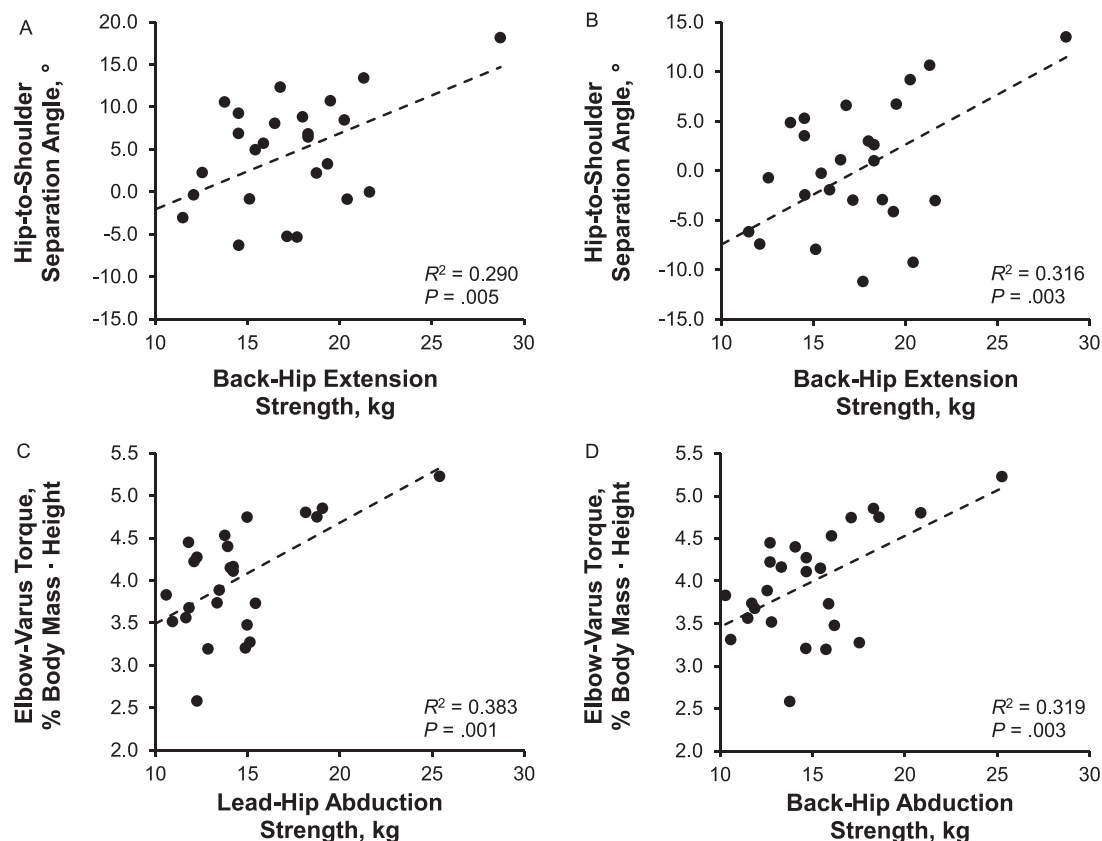 A
Hip-to-Shoulder
Separation Angle, °
20.0
15.0
10.0
5.0
0.0
-5.0
-10.0
-15.0
R² = 0.290
P = .005
10
15
20
25
30
Back-Hip Extension
Strength, kg
B
Hip-to-Shoulder
Separation Angle, °
15.0
10.0
5.0
0.0
-5.0
-10.0
-15.0
R² = 0.316
P = .003
10
15
20
25
30
Back-Hip Extension
Strength, kg
C
Elbow-Varus Torque,
% Body Mass · Height
5.5
5.0
4.5
4.0
3.5
3.0
2.5
2.0
R² = 0.383
P = .001
10
15
20
25
30
Lead-Hip Abduction
Strength, kg
D
Elbow-Varus Torque,
% Body Mass · Height
5.5
5.0
4.5
4.0
3.5
3.0
2.5
2.0
R² = 0.319
P = .003
10
15
20
25
30
Back-Hip Abduction
Strength, kg